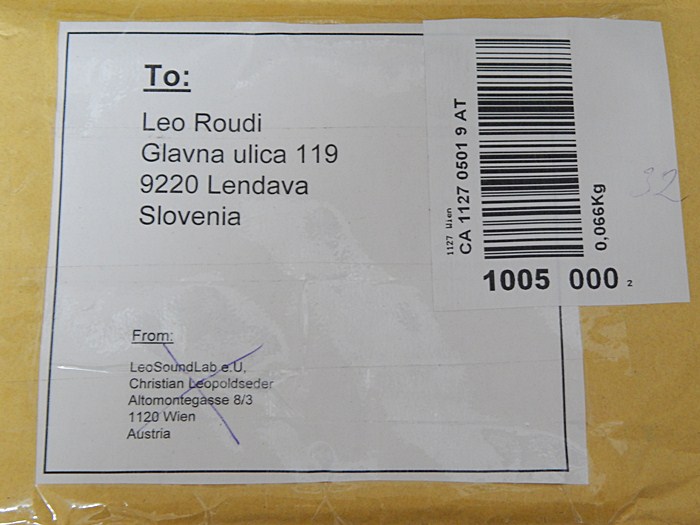 To:
Leo Roudi
Glavna ulica 119
9220 Lendava
Slovenia
From:
LeoSoundLab e.U.
Christian Leopoldseder
Altomontegasse 8/3
1120 Wien
Austria
1127 Wien
CA 1127 0501 9 AT
0,066Kg
1005 000 2
32